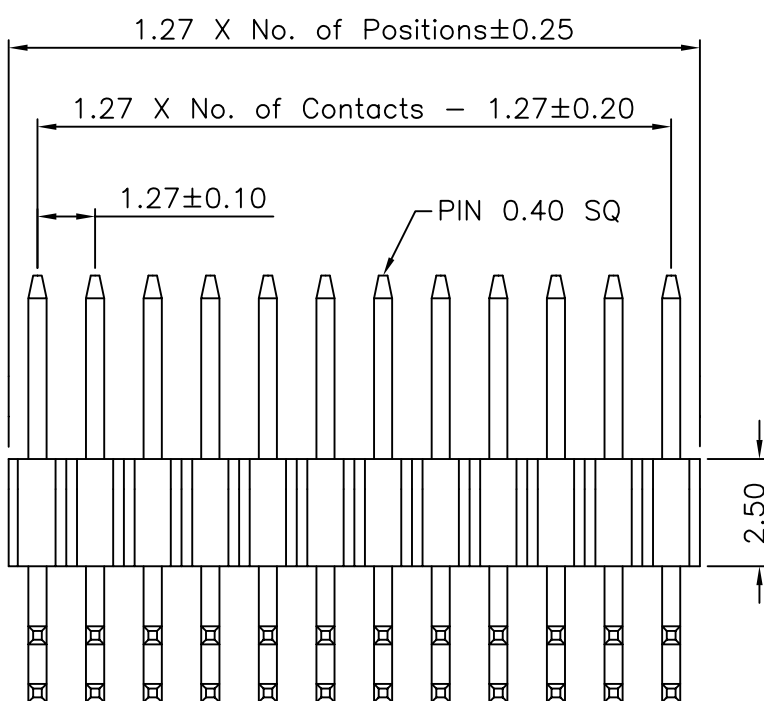 1.27 X No. of Positions±0.25
1.27 X No. of Contacts – 1.27±0.20
1.27±0.10
PIN 0.40 SQ
2.50